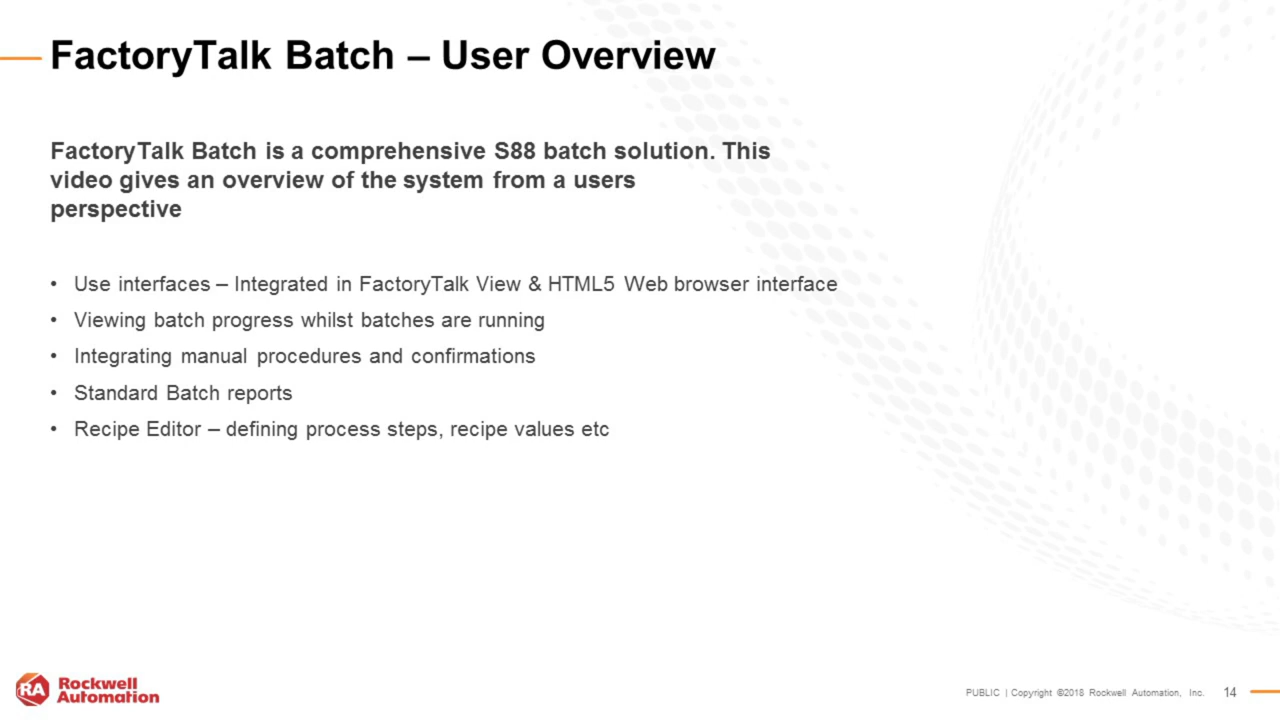 FactoryTalk Batch – User Overview
FactoryTalk Batch is a comprehensive S88 batch solution. This
video gives an overview of the system from a users
perspective
• Use interfaces – Integrated in FactoryTalk View & HTML5 Web browser interface
• Viewing batch progress whilst batches are running
• Integrating manual procedures and confirmations
• Standard Batch reports
• Recipe Editor – defining process steps, recipe values etc
RA
Rockwell
Automation
PUBLIC | Copyright ©2018 Rockwell Automation, Inc. 14